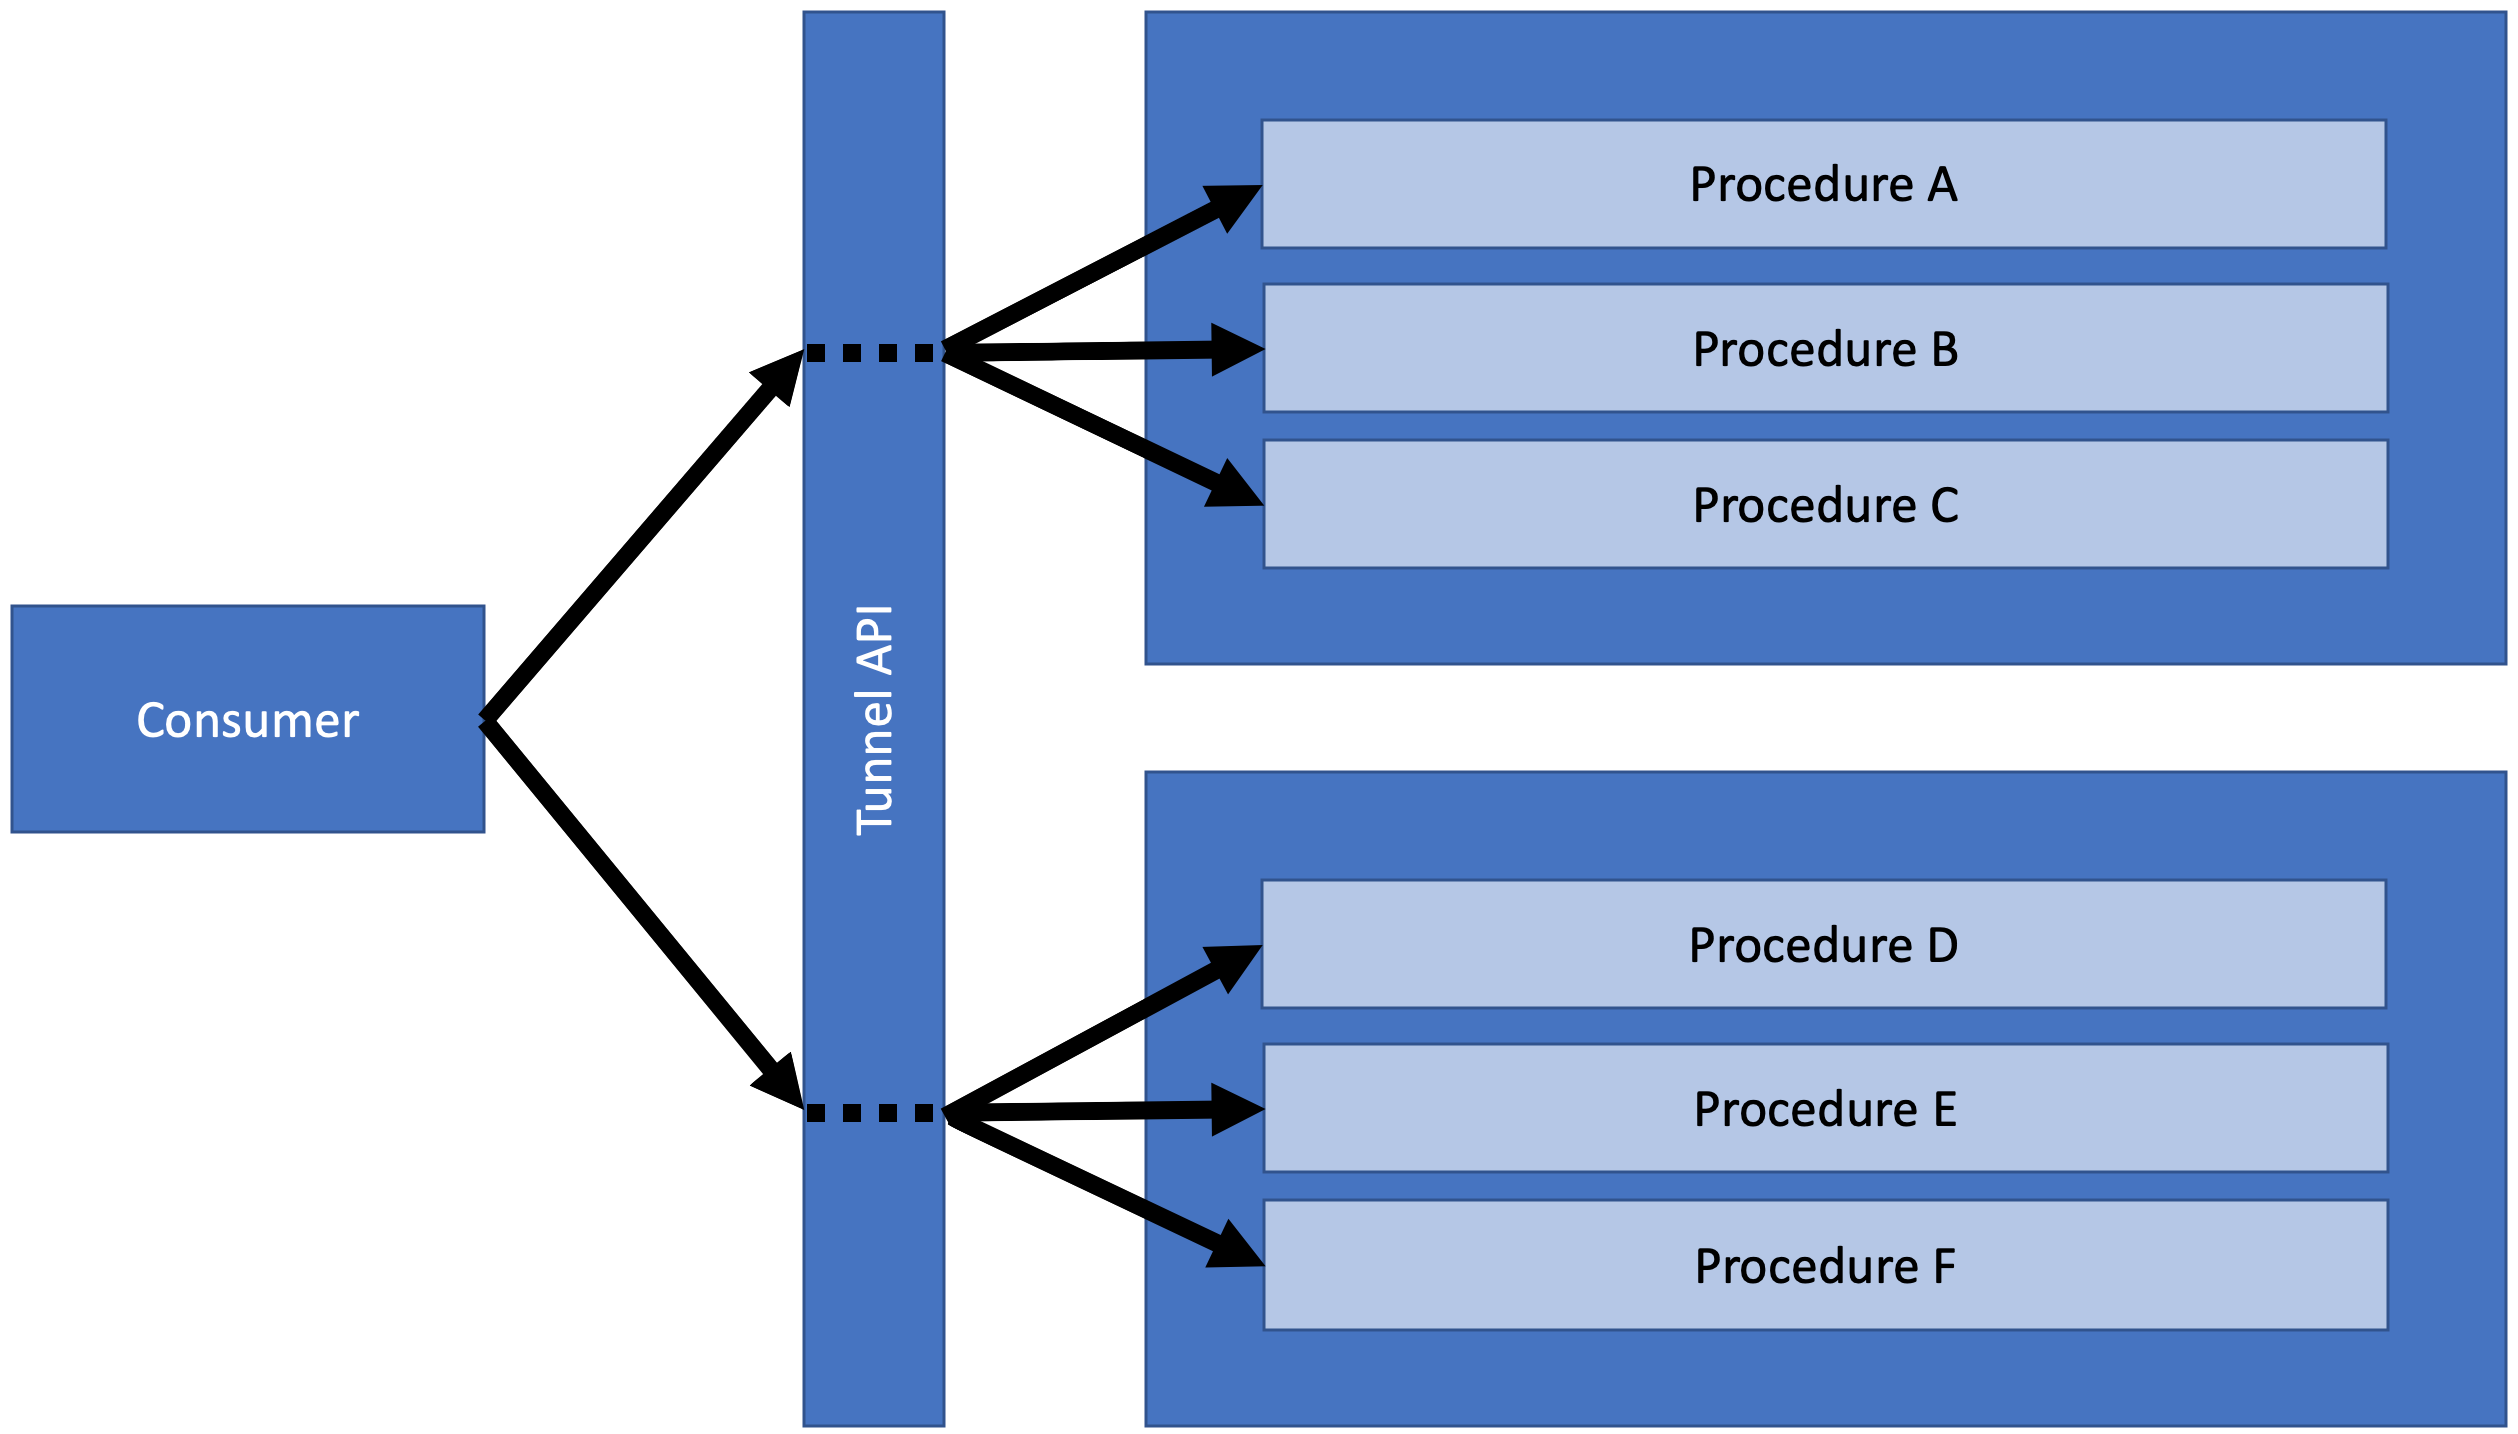 Consumer
Tunnel API
Procedure A
Procedure B
Procedure C
Procedure D
Procedure E
Procedure F